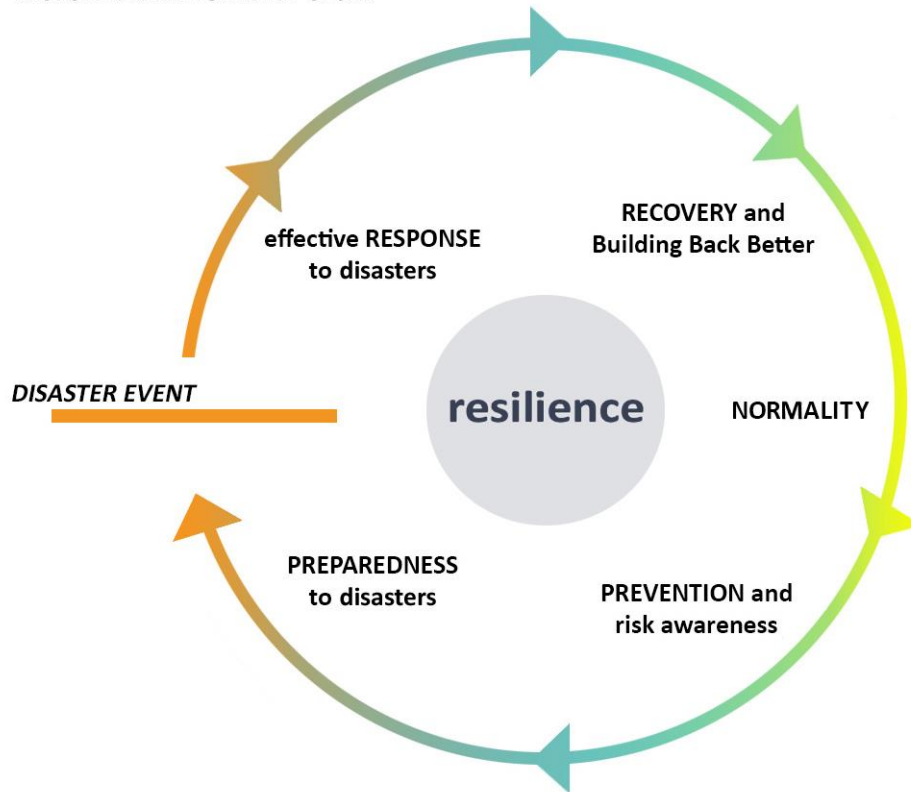 effective RESPONSE
to disasters
RECOVERY and
Building Back Better
DISASTER EVENT
resilience
NORMALITY
PREPAREDNESS
to disasters
PREVENTION and
risk awareness